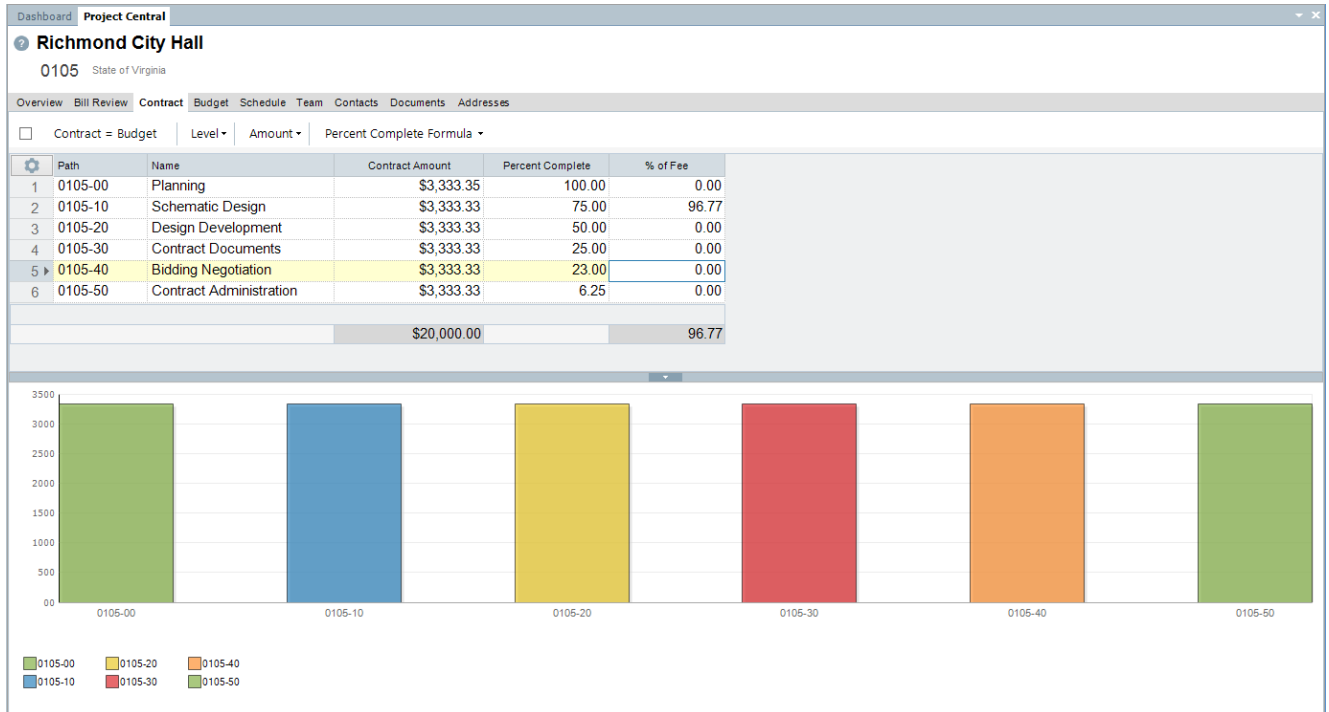 Dashboard Project Central
Richmond City Hall
0105 State of Virginia
Overview Bill Review Contract Budget Schedule Team Contacts Documents Addresses
Contract = Budget Level Amount Percent Complete Formula
Path Name Contract Amount Percent Complete % of Fee
1 0105-00 Planning $3,333.35 100.00 0.00
2 0105-10 Schematic Design $3,333.33 75.00 96.77
3 0105-20 Design Development $3,333.33 50.00 0.00
4 0105-30 Contract Documents $3,333.33 25.00 0.00
5 0105-40 Bidding Negotiation $3,333.33 23.00 0.00
6 0105-50 Contract Administration $3,333.33 6.25 0.00
$20,000.00 96.77
3500
3000
2500
2000
1500
1000
500
00
0105-00 0105-10 0105-20 0105-30 0105-40 0105-50
0105-00 0105-20 0105-40
0105-10 0105-30 0105-50